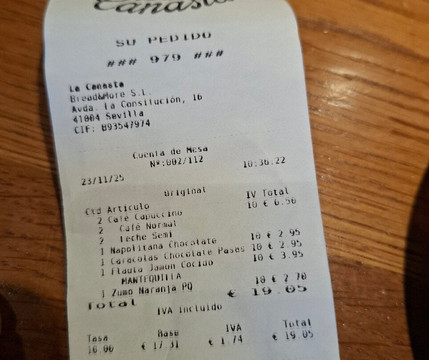 Canasta
SU PEDIDO
### 979 ###
La Canasta
Bread&More S.L.
Avda. la Consitlución, 16
41004 Sevilla
CIF: B93547974
Cuenta de Mesa
Nº:002/112
23/11/25 10:36.22
Original
Ctd Articulo IV Total
2 Café Capuccino 10 € 6.50
2 Café Normal
2 Leche Semi
1 Napolitana Chocolate 10 € 2.95
1 Caracolas Chocolate Pases 10 € 2.95
1 Flauta Jamon Cocido 10 € 3.95
MANTEQUILLA
1 Zumo Naranja PQ 10 € 2.70
Total € 19.05
IVA Incluido
Tasa Base IVA Total
10.00 € 17.31 € 1.74 € 19.05